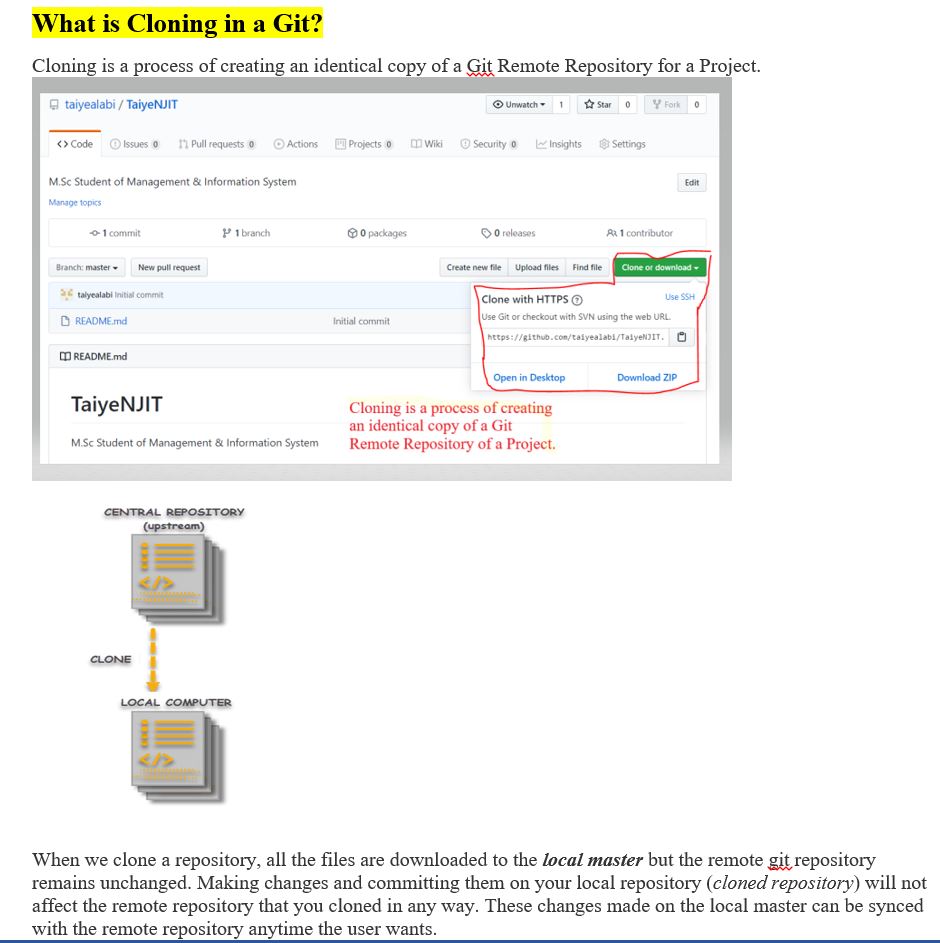 What is Cloning in a Git?
Cloning is a process of creating an identical copy of a Git Remote Repository for a Project.
taiyealabi / TaiyeNJIT
Unwatch 1 Star 0 Fork 0
<> Code Issues 0 Pull requests 0 Actions Projects 0 Wiki Security 0 Insights Settings
M.Sc Student of Management & Information System Edit
Manage topics
1 commit 1 branch 0 packages 0 releases 1 contributor
Branch: master New pull request Create new file Upload files Find file Clone or download
taiyealabi Initial commit
README.md Initial commit
Clone with HTTPS ? Use SSH
Use Git or checkout with SVN using the web URL.
https://github.com/taiyealabi/TaiyeNJIT.
Open in Desktop Download ZIP
README.md
TaiyeNJIT
M.Sc Student of Management & Information System
Cloning is a process of creating
an identical copy of a Git
Remote Repository of a Project.
CENTRAL REPOSITORY
(upstream)
</>
CLONE
LOCAL COMPUTER
</>
When we clone a repository, all the files are downloaded to the local master but the remote git repository
remains unchanged. Making changes and committing them on your local repository (cloned repository) will not
affect the remote repository that you cloned in any way. These changes made on the local master can be synced
with the remote repository anytime the user wants.